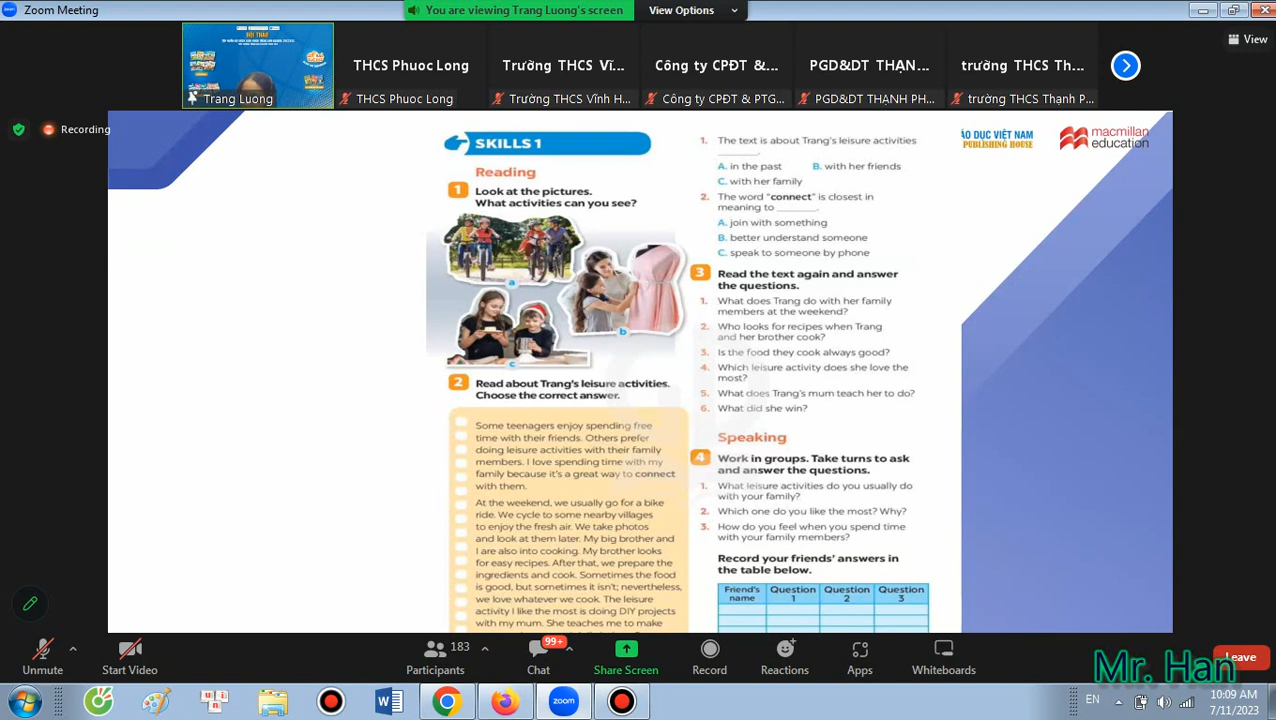 Zoom Meeting
You are viewing Trang Luong's screen
View Options
View
HỘI THẢO
Trang Luong
THCS Phuoc Long
THCS Phuoc Long
Trường THCS Vĩ...
Trường THCS Vĩnh H...
Công ty CPĐT &...
Công ty CPĐT & PTG...
PGD&DT THẠN...
PGD&DT THẠNH PH...
trường THCS Th...
trường THCS Thạnh P...
Recording
ÁO DỤC VIỆT NAM
PUBLISHING HOUSE
macmillan
education
SKILLS 1
Reading
1 Look at the pictures.
What activities can you see?
a
b
c
2 Read about Trang's leisure activities.
Choose the correct answer.
Some teenagers enjoy spending free
time with their friends. Others prefer
doing leisure activities with their family
members. I love spending time with my
family because it's a great way to connect
with them.
At the weekend, we usually go for a bike
ride. We cycle to some nearby villages
to enjoy the fresh air. We take photos
and look at them later. My big brother and
I are also into cooking. My brother looks
for easy recipes. After that, we prepare the
ingredients and cook. Sometimes the food
is good, but sometimes it isn't; nevertheless,
we love whatever we cook. The leisure
activity I like the most is doing DIY projects
with my mum. She teaches me to make
1. The text is about Trang's leisure activities
________.
A. in the past B. with her friends
C. with her family
2. The word "connect" is closest in
meaning to ________.
A. join with something
B. better understand someone
C. speak to someone by phone
3 Read the text again and answer
the questions.
1. What does Trang do with her family
members at the weekend?
2. Who looks for recipes when Trang
and her brother cook?
3. Is the food they cook always good?
4. Which leisure activity does she love the
most?
5. What does Trang's mum teach her to do?
6. What did she win?
Speaking
4 Work in groups. Take turns to ask
and answer the questions.
1. What leisure activities do you usually do
with your family?
2. Which one do you like the most? Why?
3. How do you feel when you spend time
with your family members?
Record your friends' answers in
the table below.
Friend's name Question 1 Question 2 Question 3
Unmute
Start Video
183
Participants
99+
Chat
Share Screen
Record
Reactions
Apps
Whiteboards
Leave
Mr. Han
EN
10:09 AM
7/11/2023